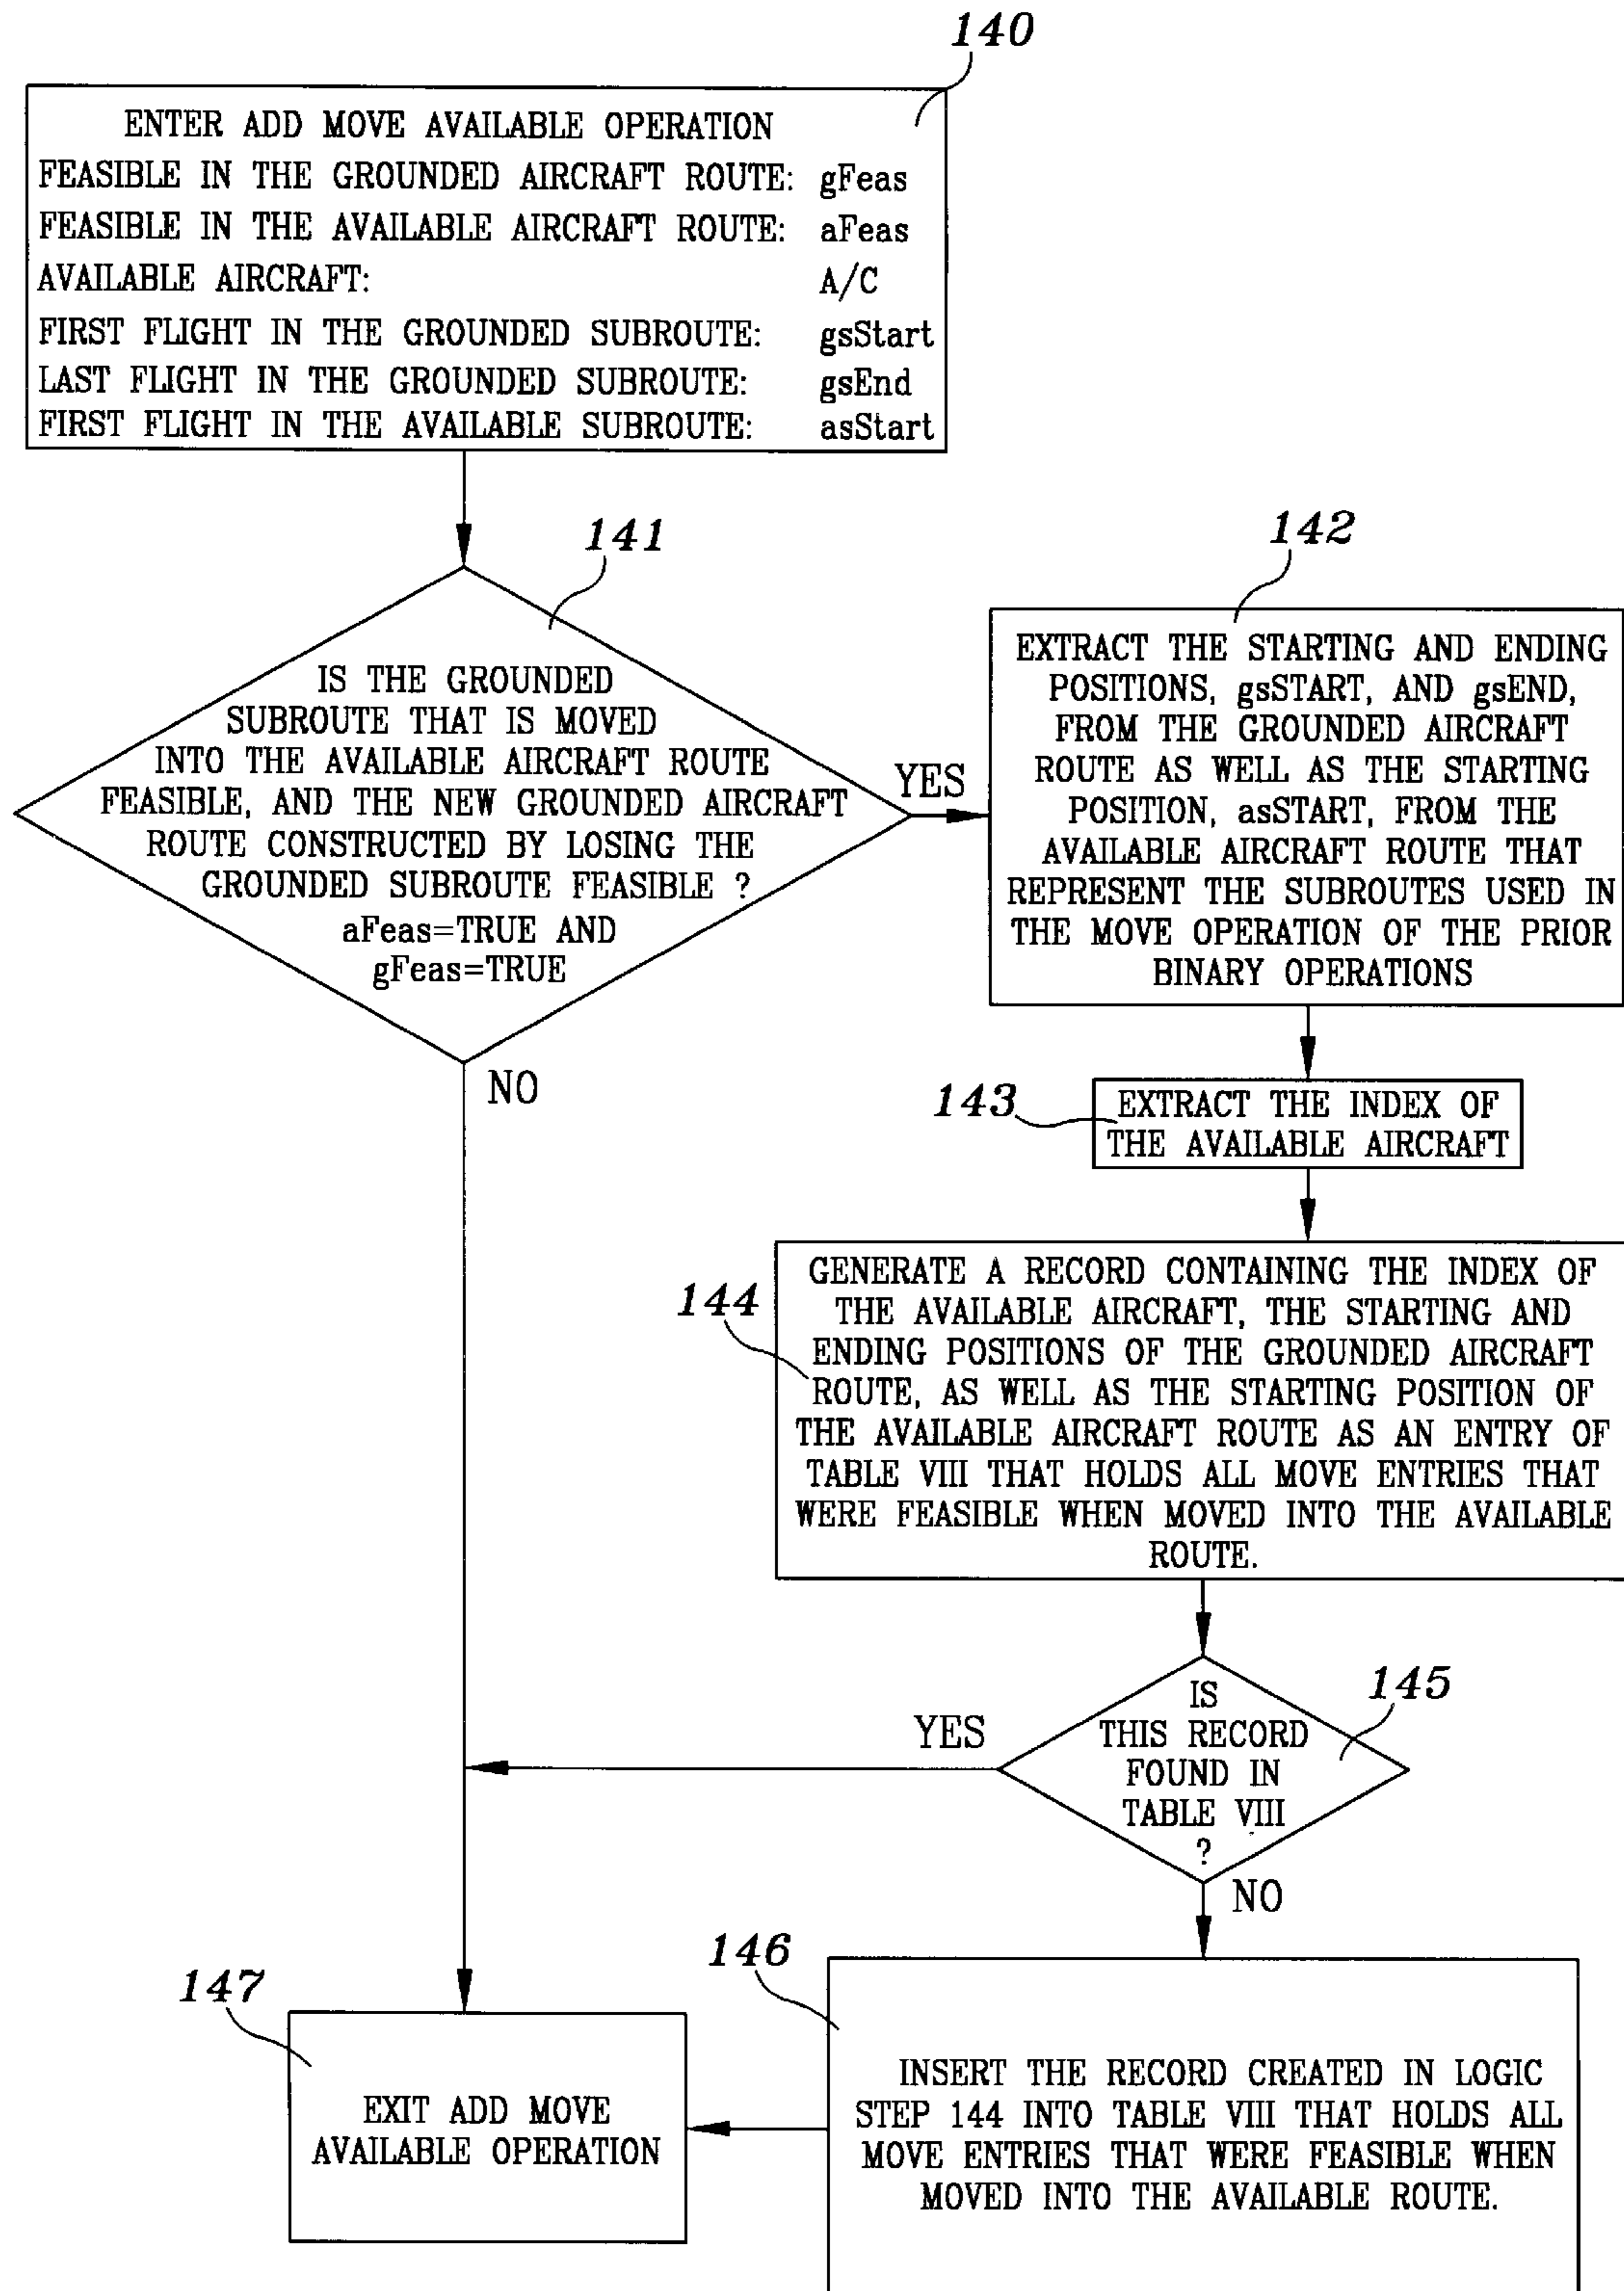 140
ENTER ADD MOVE AVAILABLE OPERATION
FEASIBLE IN THE GROUNDED AIRCRAFT ROUTE: gFeas
FEASIBLE IN THE AVAILABLE AIRCRAFT ROUTE: aFeas
AVAILABLE AIRCRAFT: A/C
FIRST FLIGHT IN THE GROUNDED SUBROUTE: gsStart
LAST FLIGHT IN THE GROUNDED SUBROUTE: gsEnd
FIRST FLIGHT IN THE AVAILABLE SUBROUTE: asStart
141
IS THE GROUNDED
SUBROUTE THAT IS MOVED
INTO THE AVAILABLE AIRCRAFT ROUTE
FEASIBLE, AND THE NEW GROUNDED AIRCRAFT
ROUTE CONSTRUCTED BY LOSING THE
GROUNDED SUBROUTE FEASIBLE ?
aFeas=TRUE AND
gFeas=TRUE
YES
NO
142
EXTRACT THE STARTING AND ENDING
POSITIONS, gsSTART, AND gsEND,
FROM THE GROUNDED AIRCRAFT
ROUTE AS WELL AS THE STARTING
POSITION, asSTART, FROM THE
AVAILABLE AIRCRAFT ROUTE THAT
REPRESENT THE SUBROUTES USED IN
THE MOVE OPERATION OF THE PRIOR
BINARY OPERATIONS
143
EXTRACT THE INDEX OF
THE AVAILABLE AIRCRAFT
144
GENERATE A RECORD CONTAINING THE INDEX OF
THE AVAILABLE AIRCRAFT, THE STARTING AND
ENDING POSITIONS OF THE GROUNDED AIRCRAFT
ROUTE, AS WELL AS THE STARTING POSITION OF
THE AVAILABLE AIRCRAFT ROUTE AS AN ENTRY OF
TABLE VIII THAT HOLDS ALL MOVE ENTRIES THAT
WERE FEASIBLE WHEN MOVED INTO THE AVAILABLE
ROUTE.
145
IS
THIS RECORD
FOUND IN
TABLE VIII
?
YES
NO
146
INSERT THE RECORD CREATED IN LOGIC
STEP 144 INTO TABLE VIII THAT HOLDS ALL
MOVE ENTRIES THAT WERE FEASIBLE WHEN
MOVED INTO THE AVAILABLE ROUTE.
147
EXIT ADD MOVE
AVAILABLE OPERATION